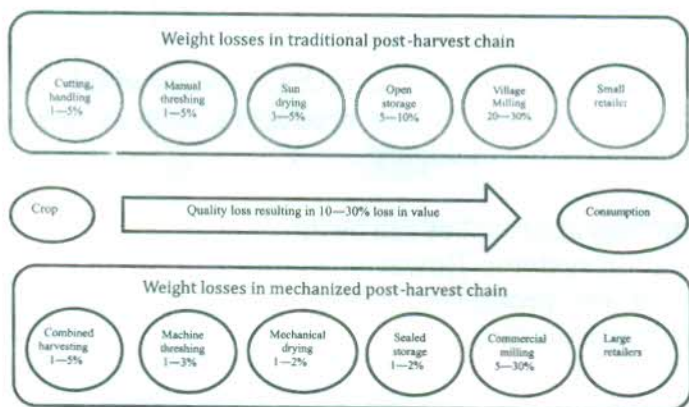 Weight losses in traditional post-harvest chain
Cutting,
handling
1—5%
Manual
threshing
1—5%
Sun
drying
3—5%
Open
storage
5—10%
Village
Milling
20—30%
Small
retailer
Crop
Quality loss resulting in 10—30% loss in value
Consumption
Weight losses in mechanized post-harvest chain
Combined
harvesting
1—5%
Machine
threshing
1—3%
Mechanical
drying
1—2%
Sealed
storage
1—2%
Commercial
milling
5—30%
Large
retailers